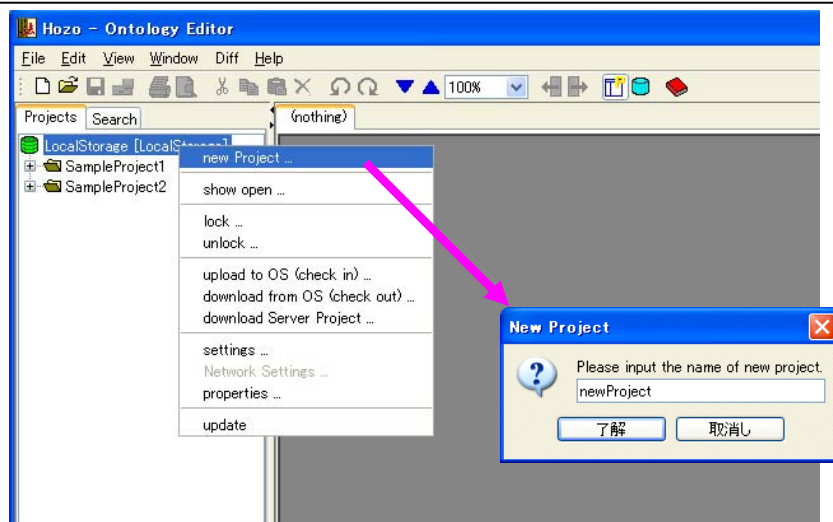 Hozo - Ontology Editor
File Edit View Window Diff Help
100%
Projects Search
(nothing)
LocalStorage [LocalStorage]
SampleProject1
SampleProject2
new Project ...
show open ...
lock ...
unlock ...
upload to OS (check in) ...
download from OS (check out) ...
download Server Project ...
settings ...
Network Settings ...
properties ...
update
New Project
Please input the name of new project.
newProject
了解 取消し